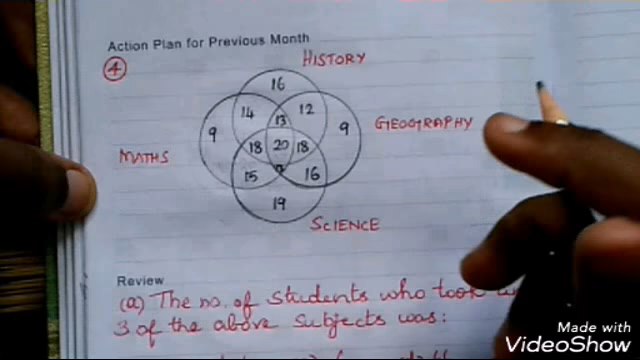 Action Plan for Previous Month
4
HISTORY
16
14
12
13
9
9
GEOGRAPHY
MATHS
18 20 18
15
16
19
SCIENCE
Review
(a) The no. of students who took
3 of the above subjects was:
Made with
VideoShow